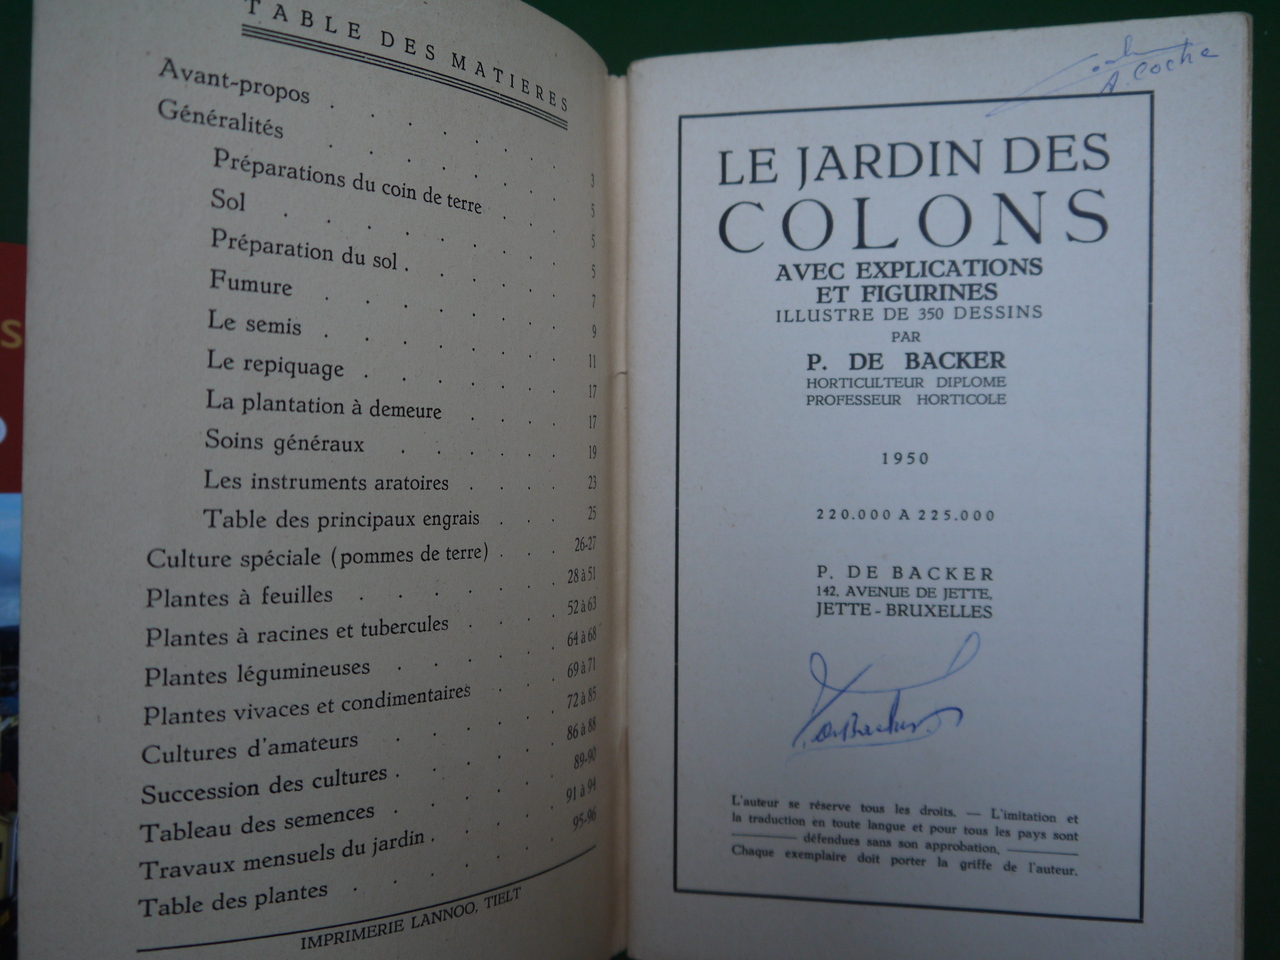 TABLE DES MATIERES
Avant-propos . . . . . . 3
Généralités . . . . . . 5
Préparations du coin de terre . . 5
Sol . . . . . . . 5
Préparation du sol . . . . . 7
Fumure . . . . . . 9
Le semis . . . . . . 11
Le repiquage . . . . . 17
La plantation à demeure . . . 17
Soins généraux . . . . . 19
Les instruments aratoires . . . . 23
Table des principaux engrais . . . 25
Culture spéciale (pommes de terre) . . . 26-27
Plantes à feuilles . . . . . . 28 à 51
Plantes à racines et tubercules . . . . 52 à 63
Plantes légumineuses . . . . . 64 à 68
Plantes vivaces et condimentaires . . . 69 à 71
Cultures d'amateurs . . . . . 72 à 85
Succession des cultures . . . . . 86 à 88
Tableau des semences . . . . . 89-90
Travaux mensuels du jardin . . . . 91 à 94
Table des plantes . . . . . . 95-96
IMPRIMERIE LANNOO, TIELT
A. Coche
LE JARDIN DES
COLONS
AVEC EXPLICATIONS
ET FIGURINES
ILLUSTRE DE 350 DESSINS
PAR
P. DE BACKER
HORTICULTEUR DIPLOME
PROFESSEUR HORTICOLE
1950
220.000 A 225.000
P. DE BACKER
142, AVENUE DE JETTE,
JETTE - BRUXELLES
P. DeBacker
L'auteur se réserve tous les droits. — L'imitation et
la traduction en toute langue et pour tous les pays sont
défendues sans son approbation.
Chaque exemplaire doit porter la griffe de l'auteur.